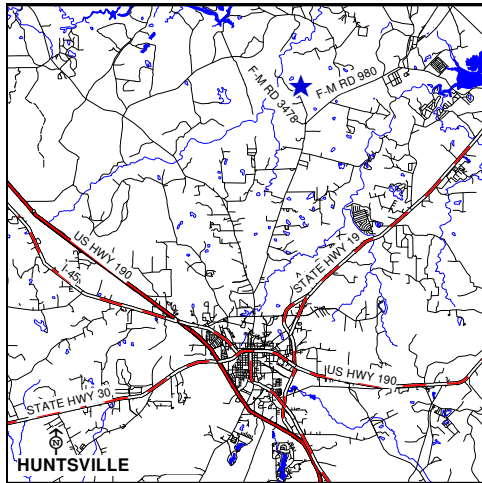 F-M RD 3478
F-M RD 980
US HWY 190
I-45
STATE HWY 19
US HWY 190
STATE HWY 30
N
HUNTSVILLE